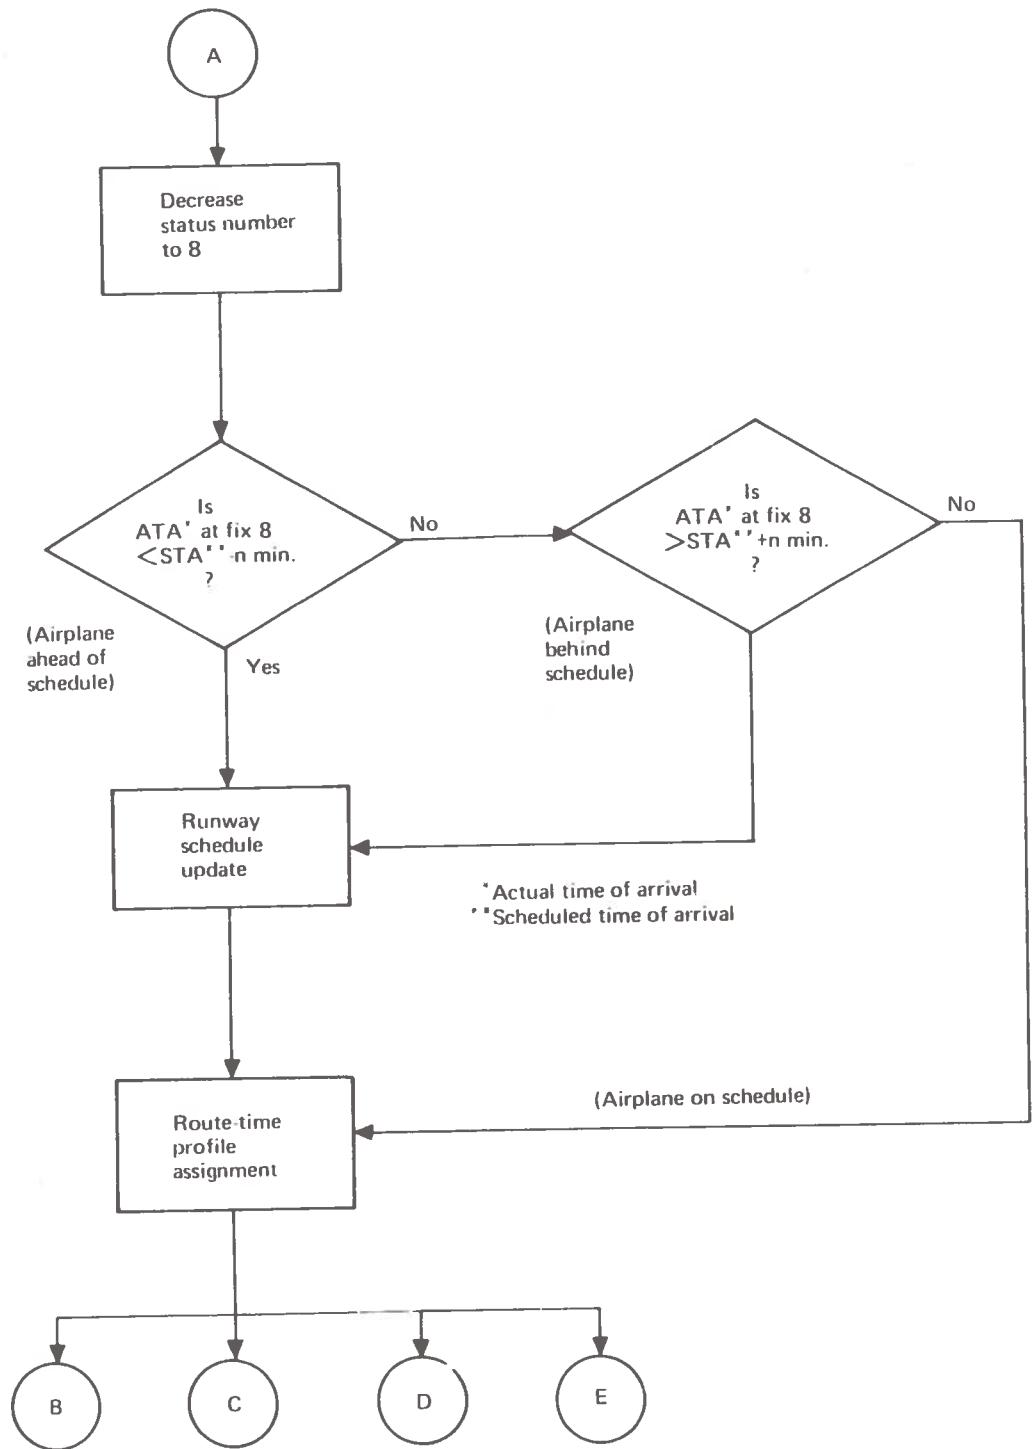 A
Decrease
status number
to 8
Is
ATA* at fix 8
<STA**-n min.
?
No
Is
ATA* at fix 8
>STA**+n min.
?
No
(Airplane
ahead of
schedule)
Yes
(Airplane
behind
schedule)
Runway
schedule
update
*Actual time of arrival
**Scheduled time of arrival
(Airplane on schedule)
Route-time
profile
assignment
B
C
D
E